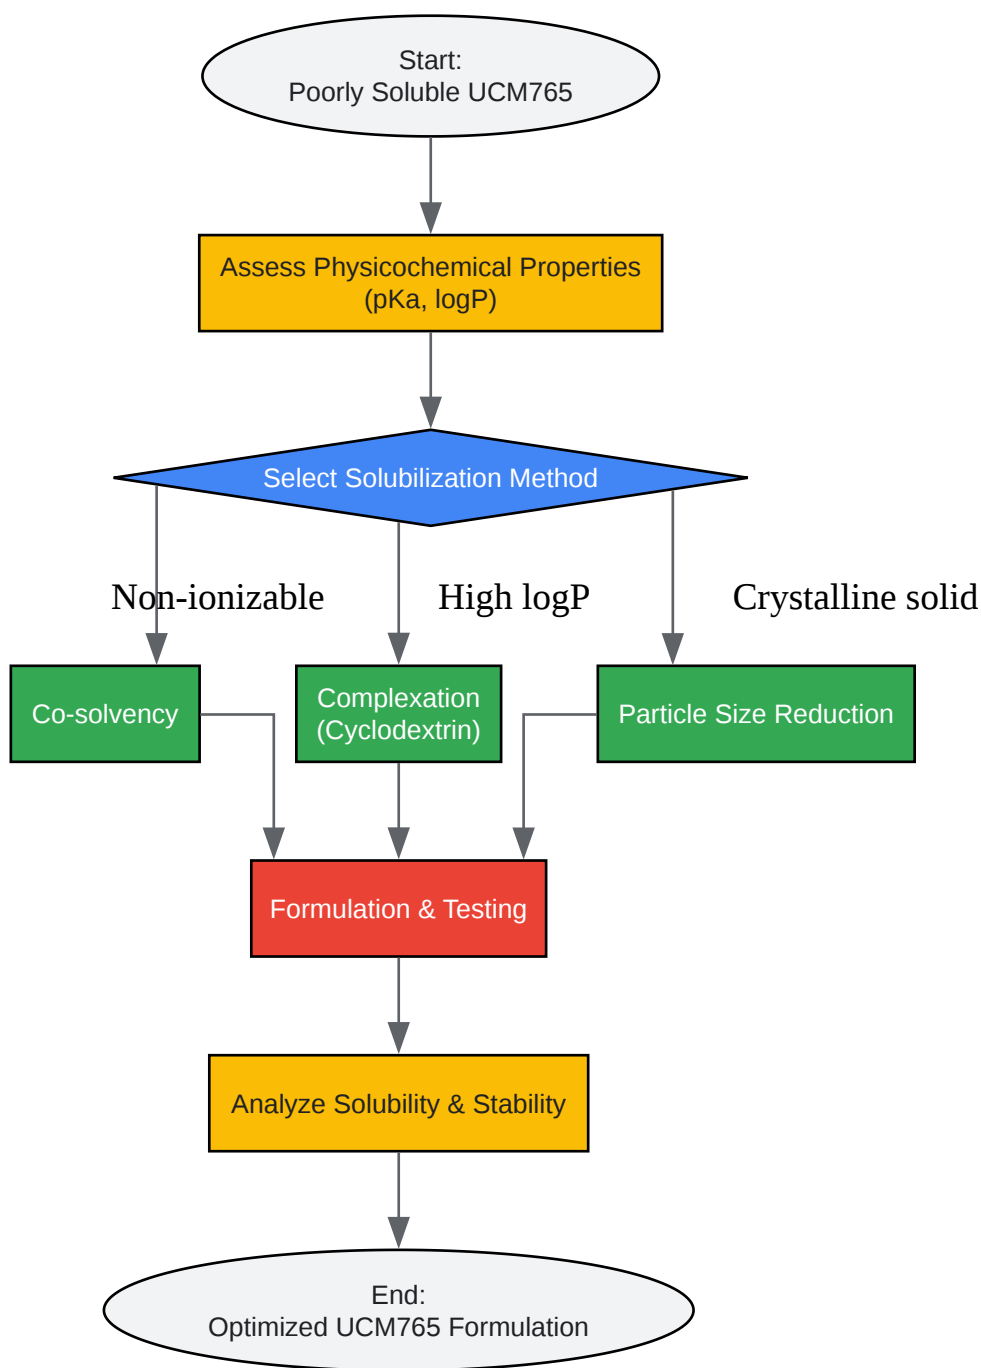 Start:
Poorly Soluble UCM765
Assess Physicochemical Properties
(pKa, logP)
Select Solubilization Method
Non-ionizable
High logP
Crystalline solid
Co-solvency
Complexation
(Cyclodextrin)
Particle Size Reduction
Formulation & Testing
Analyze Solubility & Stability
End:
Optimized UCM765 Formulation